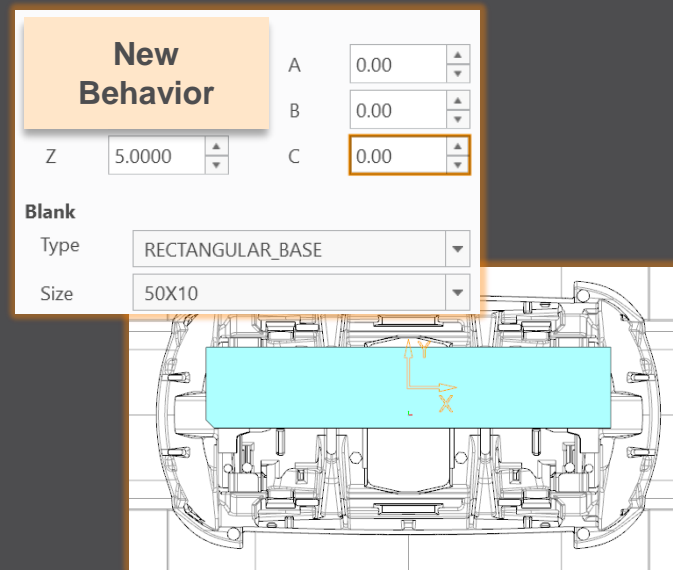 New
Behavior
A 0.00
B 0.00
Z 5.0000 C 0.00
Blank
Type RECTANGULAR_BASE
Size 50X10
Y
X